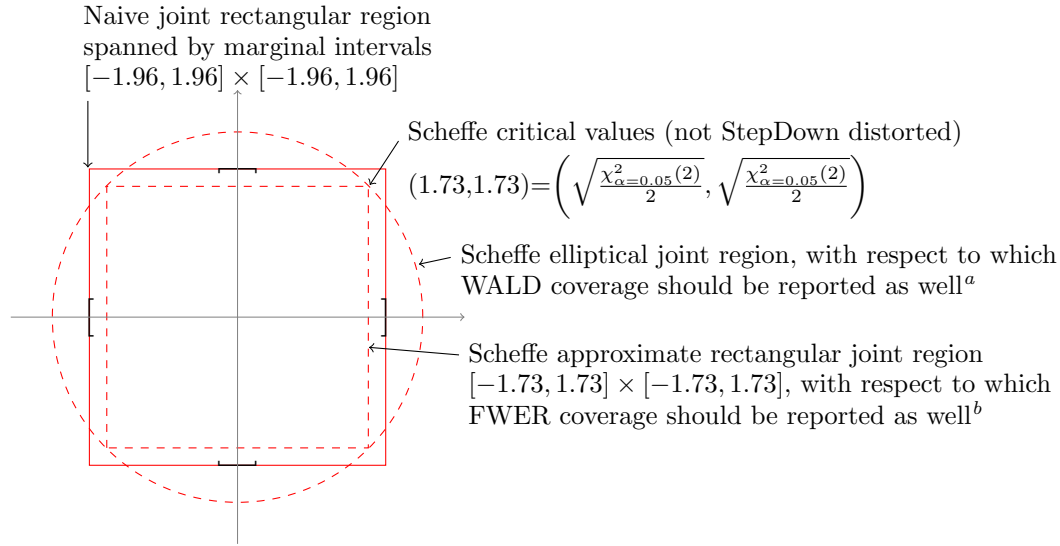 Naive joint rectangular region
spanned by marginal intervals
[−1.96, 1.96] × [−1.96, 1.96]
Scheffe critical values (not StepDown distorted)
(1.73,1.73)=(√(χ²_{α=0.05}(2)/2), √(χ²_{α=0.05}(2)/2))
Scheffe elliptical joint region, with respect to which
WALD coverage should be reported as well^a
Scheffe approximate rectangular joint region
[−1.73, 1.73] × [−1.73, 1.73], with respect to which
FWER coverage should be reported as well^b